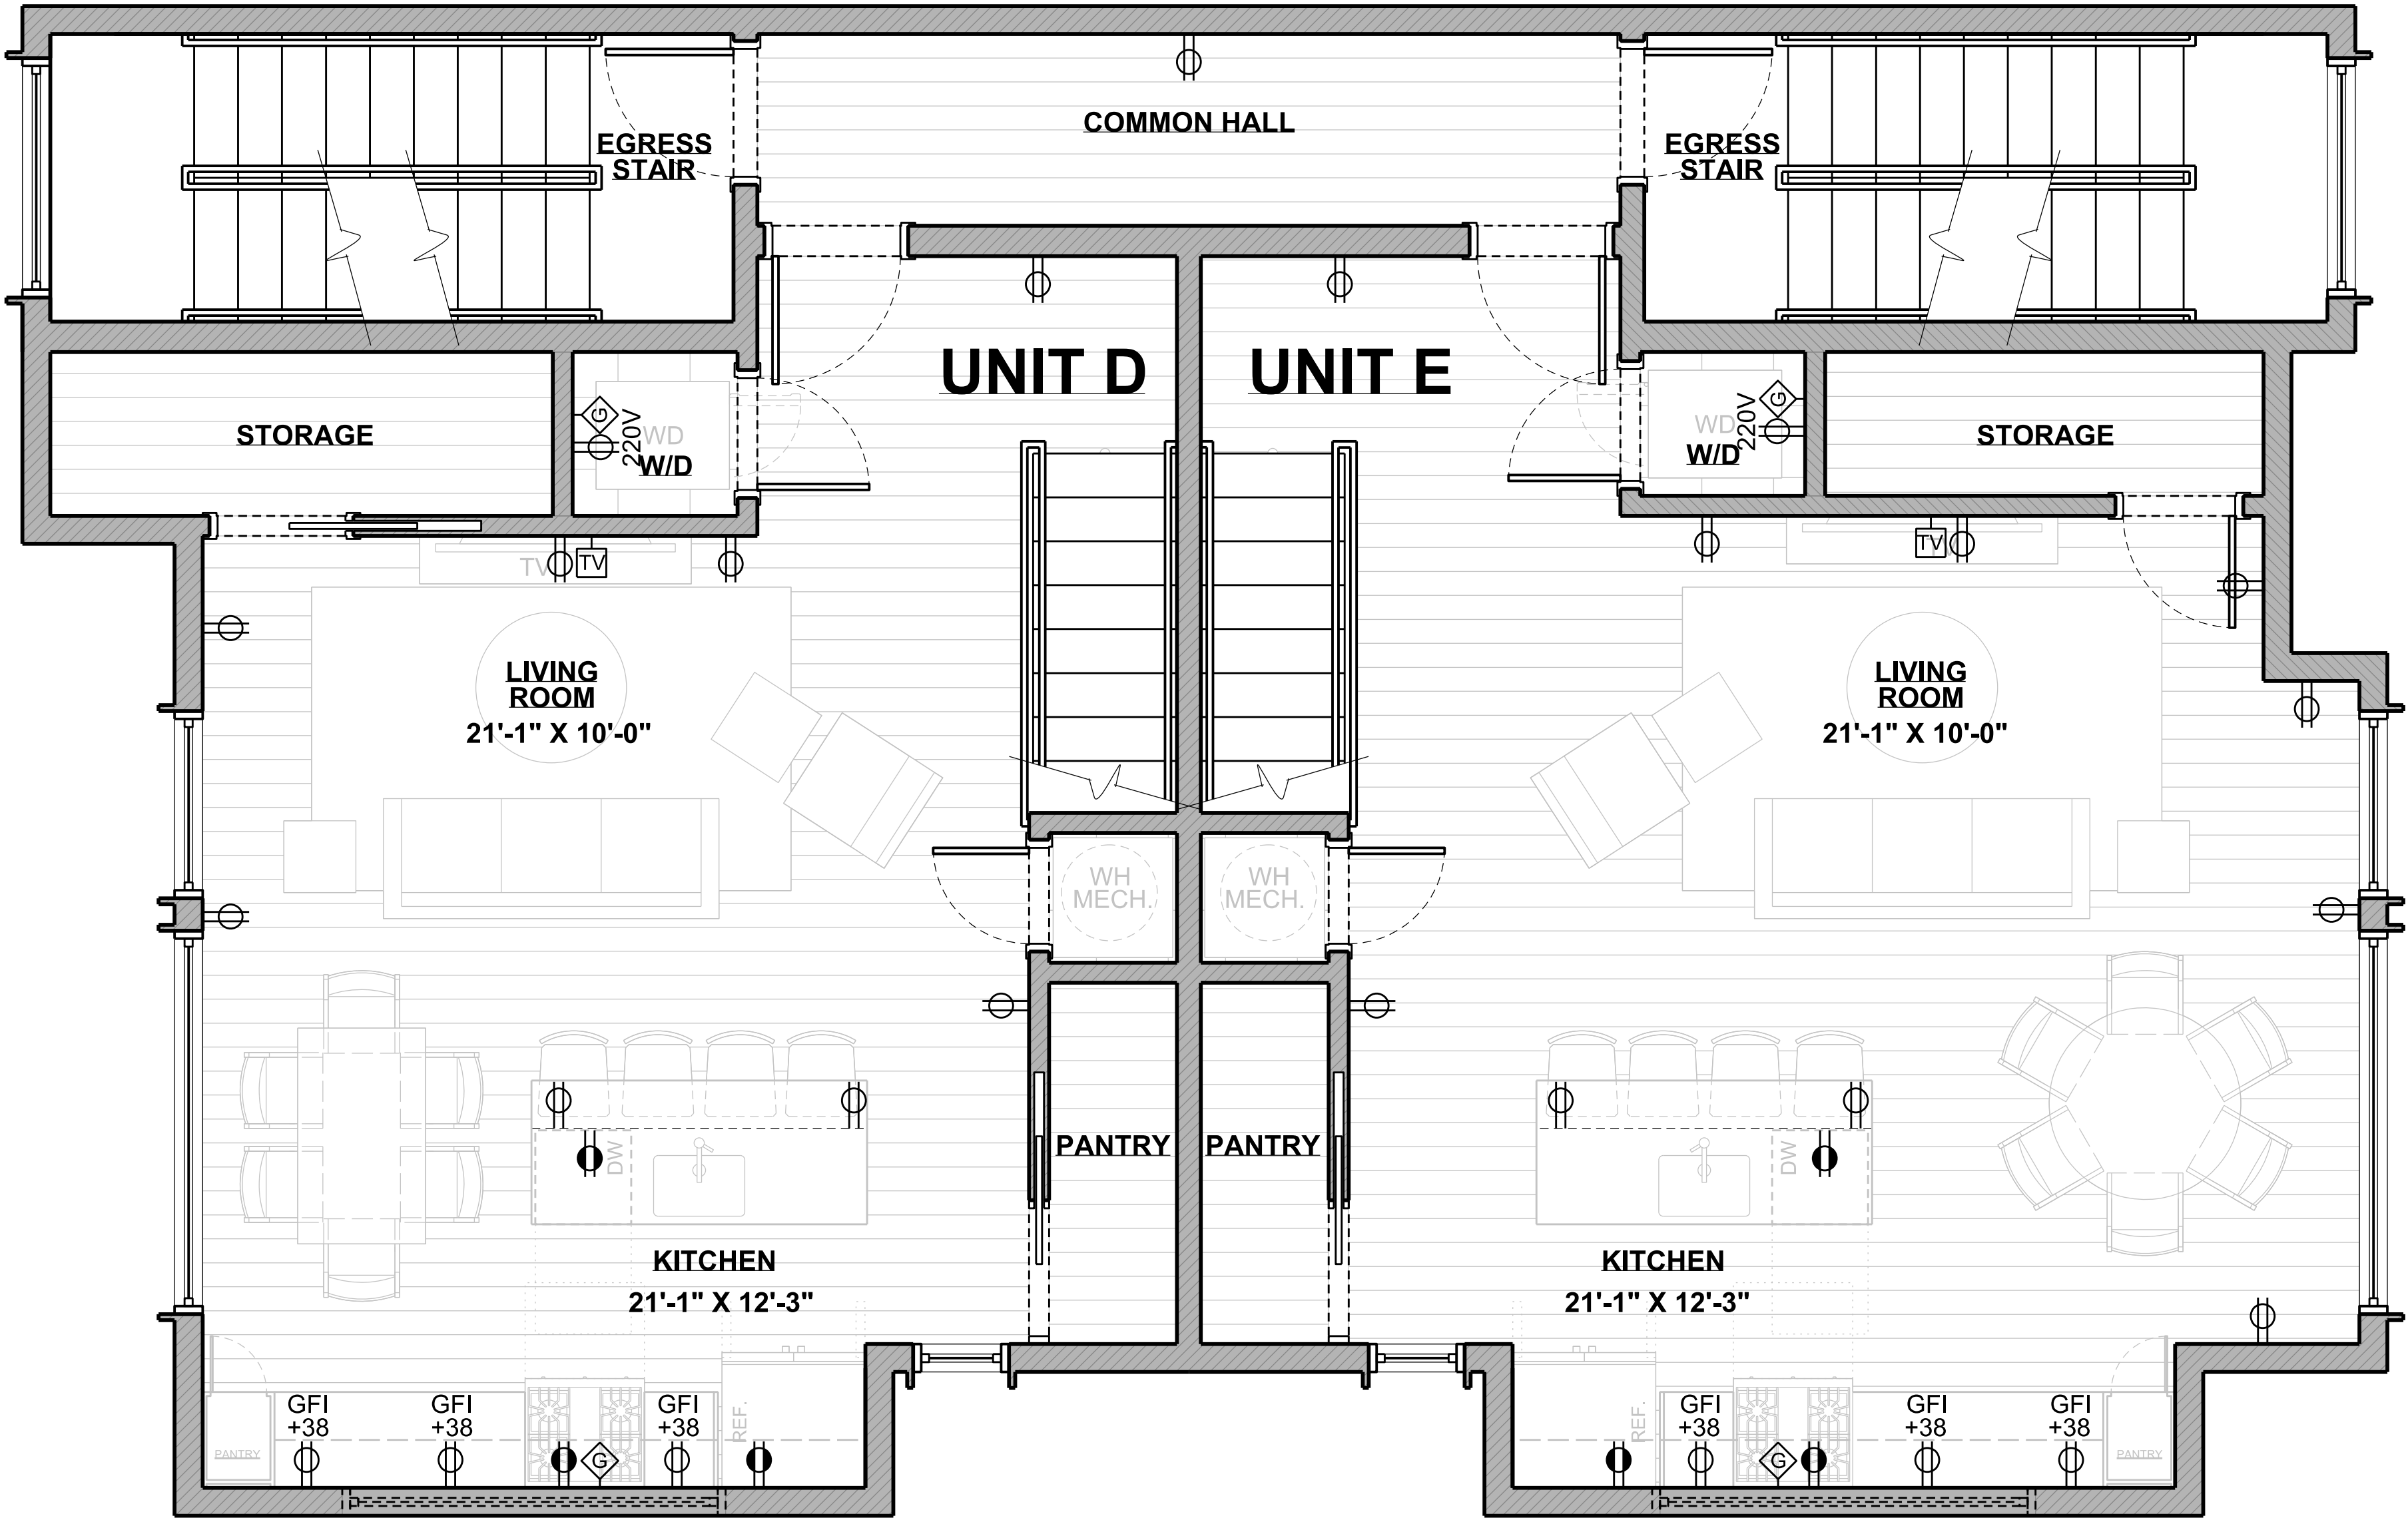 COMMON HALL
EGRESS
STAIR
EGRESS
STAIR
UNIT D
UNIT E
STORAGE
G
220V
WD
W/D
WD
W/D
220V
G
STORAGE
TV
TV
TV
TV
LIVING
ROOM
21'-1" X 10'-0"
LIVING
ROOM
21'-1" X 10'-0"
WH
MECH.
WH
MECH.
PANTRY
PANTRY
DW
DW
KITCHEN
21'-1" X 12'-3"
KITCHEN
21'-1" X 12'-3"
GFI
+38
GFI
+38
GFI
+38
REF.
REF.
GFI
+38
GFI
+38
GFI
+38
PANTRY
G
G
PANTRY